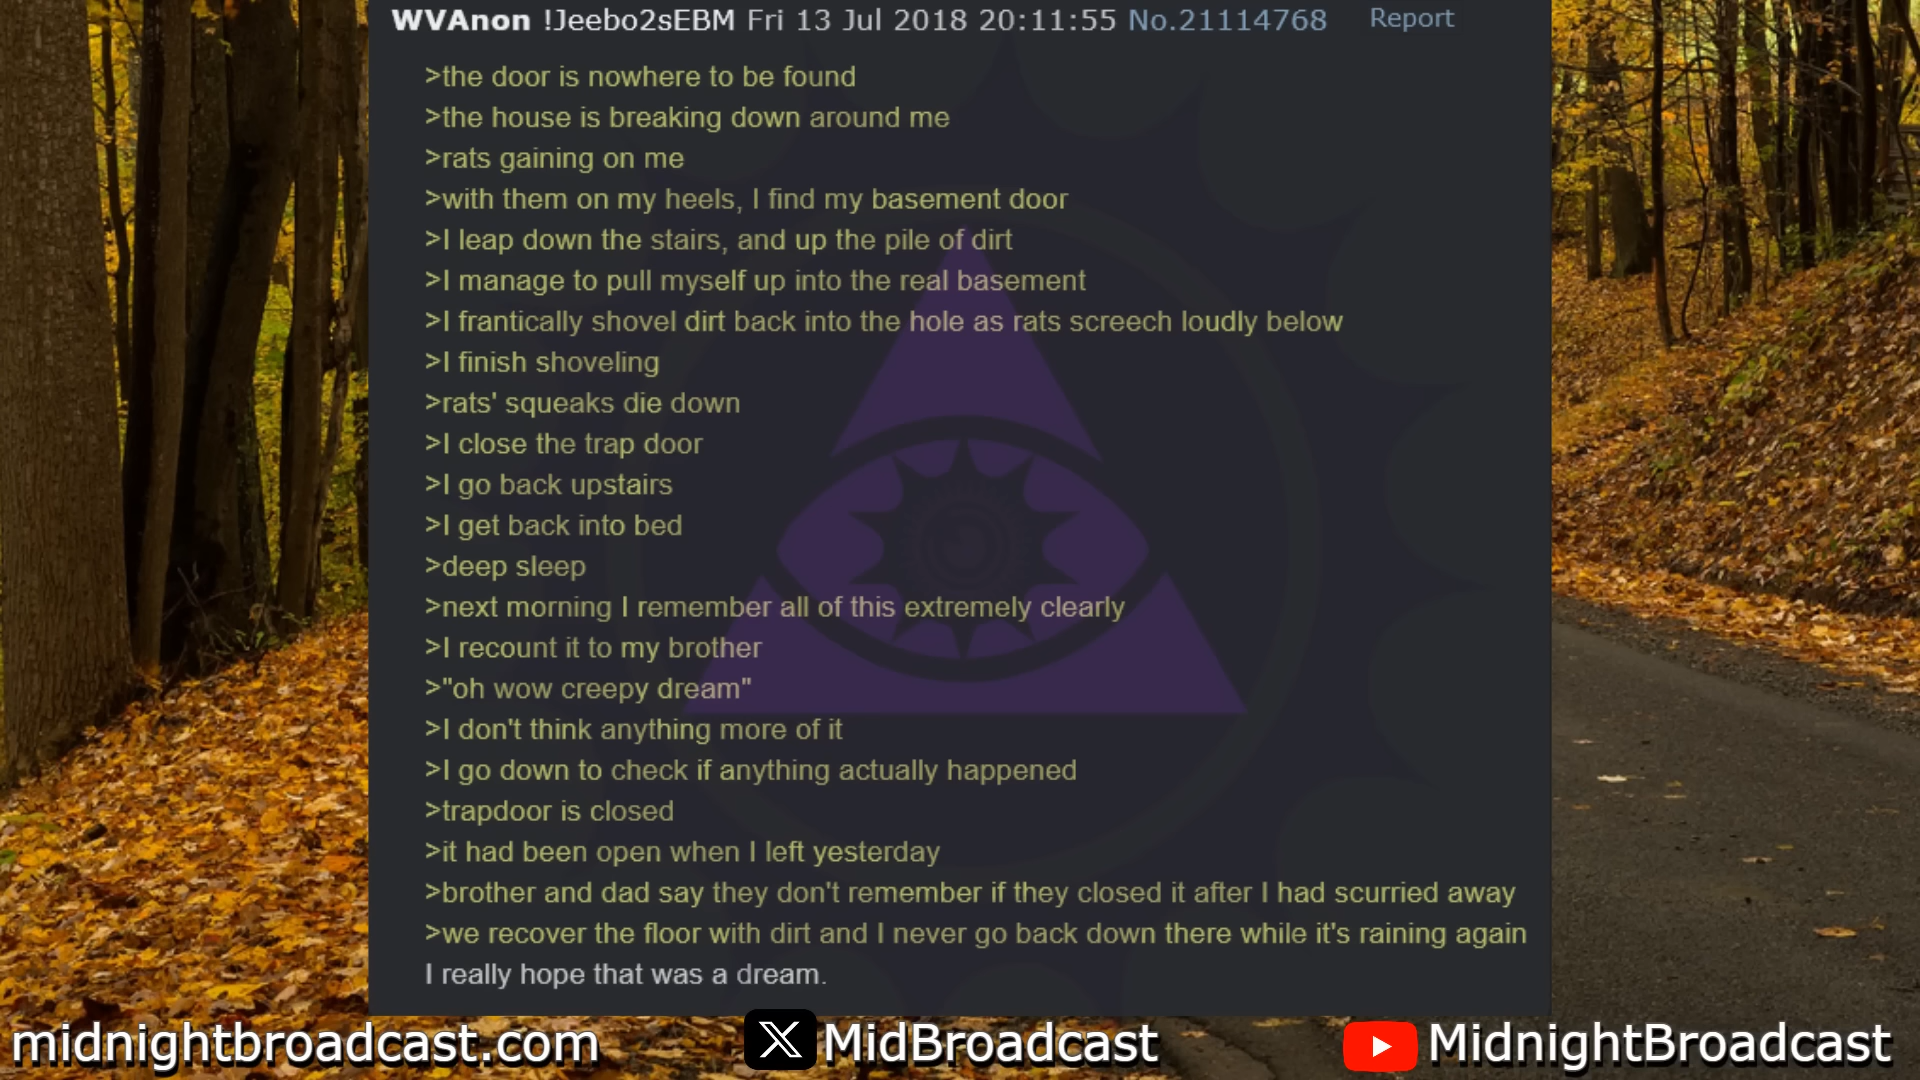 WVAnon !Jeebo2sEBM Fri 13 Jul 2018 20:11:55 No.21114768 Report
>the door is nowhere to be found
>the house is breaking down around me
>rats gaining on me
>with them on my heels, I find my basement door
>I leap down the stairs, and up the pile of dirt
>I manage to pull myself up into the real basement
>I frantically shovel dirt back into the hole as rats screech loudly below
>I finish shoveling
>rats' squeaks die down
>I close the trap door
>I go back upstairs
>I get back into bed
>deep sleep
>next morning I remember all of this extremely clearly
>I recount it to my brother
>"oh wow creepy dream"
>I don't think anything more of it
>I go down to check if anything actually happened
>trapdoor is closed
>it had been open when I left yesterday
>brother and dad say they don't remember if they closed it after I had scurried away
>we recover the floor with dirt and I never go back down there while it's raining again
I really hope that was a dream.
midnightbroadcast.com MidBroadcast MidnightBroadcast